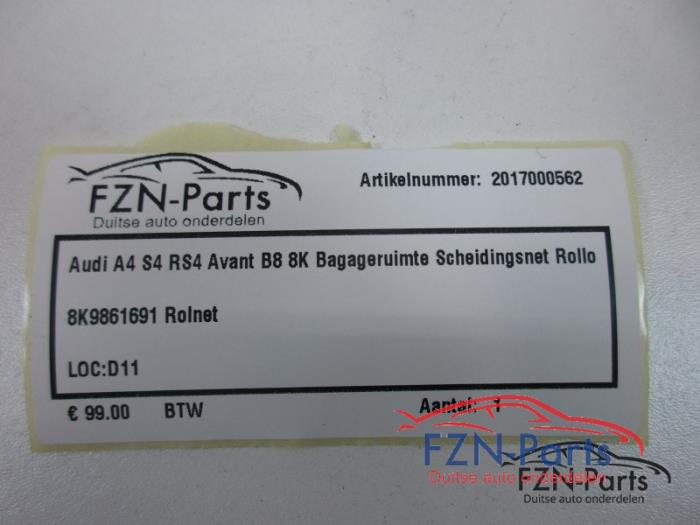 FZN-Parts
Duitse auto onderdelen
Artikelnummer: 2017000562
Audi A4 S4 RS4 Avant B8 8K Bagageruimte Scheidingsnet Rollo
8K9861691 Rolnet
LOC:D11
€ 99.00 BTW Aantal: 1
FZN-Parts
Duitse auto onderdelen
FZN-Parts
Duitse auto onderdelen